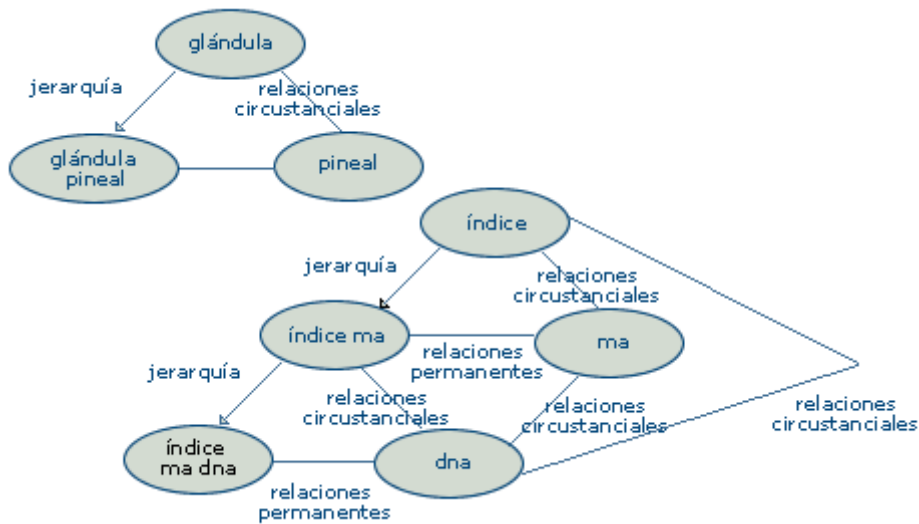 glándula
jerarquía
relaciones
circustanciales
glándula
pineal
pineal
índice
jerarquía
relaciones
circustanciales
índice ma
ma
relaciones
permanentes
jerarquía
relaciones
circustanciales
relaciones
circustanciales
relaciones
circustanciales
índice
ma dna
dna
relaciones
permanentes